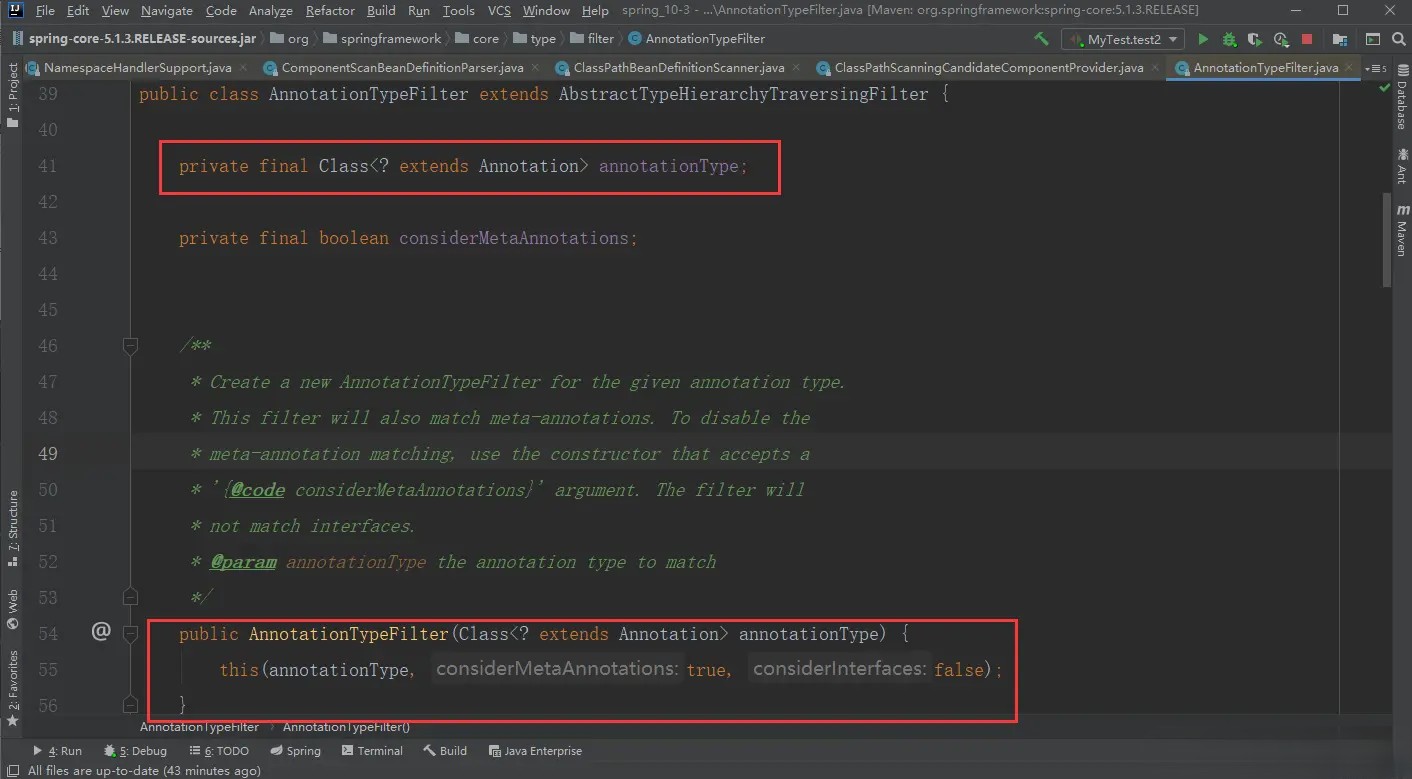 File Edit View Navigate Code Analyze Refactor Build Run Tools VCS Window Help spring_10-3 - ...\AnnotationTypeFilter.java [Maven: org.springframework:spring-core:5.1.3.RELEASE]
spring-core-5.1.3.RELEASE-sources.jar org springframework core type filter AnnotationTypeFilter MyTest.test2
NamespaceHandlerSupport.java ComponentScanBeanDefinitionParser.java ClassPathBeanDefinitionScanner.java ClassPathScanningCandidateComponentProvider.java AnnotationTypeFilter.java 5
1: Project
7: Structure
Web
2: Favorites
Database
Ant
Maven
39 public class AnnotationTypeFilter extends AbstractTypeHierarchyTraversingFilter {
40
41 private final Class<? extends Annotation> annotationType;
42
43 private final boolean considerMetaAnnotations;
44
45
46 /**
47 * Create a new AnnotationTypeFilter for the given annotation type.
48 * This filter will also match meta-annotations. To disable the
49 * meta-annotation matching, use the constructor that accepts a
50 * '{@code considerMetaAnnotations}' argument. The filter will
51 * not match interfaces.
52 * @param annotationType the annotation type to match
53 */
54 @ public AnnotationTypeFilter(Class<? extends Annotation> annotationType) {
55 this(annotationType, considerMetaAnnotations: true, considerInterfaces: false);
56 }
AnnotationTypeFilter › AnnotationTypeFilter()
4: Run 5: Debug 6: TODO Spring Terminal Build Java Enterprise
All files are up-to-date (43 minutes ago)